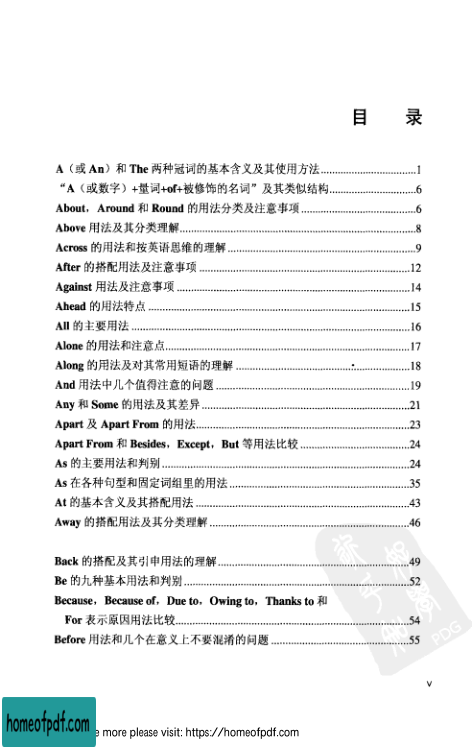 目 录
A（或 An）和 The 两种冠词的基本含义及其使用方法................................1
“A（或数字）+量词+of+被修饰的名词”及其类似结构.............................6
About，Around 和 Round 的用法分类及注意事项.......................................6
Above 用法及其分类理解................................................................................8
Across 的用法和按英语思维的理解...............................................................9
After 的搭配用法及注意事项.......................................................................12
Against 用法及注意事项...............................................................................14
Ahead 的用法特点.........................................................................................15
All 的主要用法..............................................................................................16
Alone 的用法和注意点..................................................................................17
Along 的用法及对其常用短语的理解...........................................................18
And 用法中几个值得注意的问题..................................................................19
Any 和 Some 的用法及其差异......................................................................21
Apart 及 Apart From 的用法........................................................................23
Apart From 和 Besides，Except，But 等用法比较.....................................24
As 的主要用法和判别....................................................................................24
As 在各种句型和固定词组里的用法.............................................................35
At 的基本含义及其搭配用法........................................................................43
Away 的搭配用法及其分类理解....................................................................46
Back 的搭配及其引申用法的理解.................................................................49
Be 的九种基本用法和判别............................................................................52
Because，Because of，Due to，Owing to，Thanks to 和
For 表示原因用法比较...............................................................................54
Before 用法和几个在意义上不要混淆的问题...............................................55
PDG
v
homeofpdf.com
e more please visit: https://homeofpdf.com